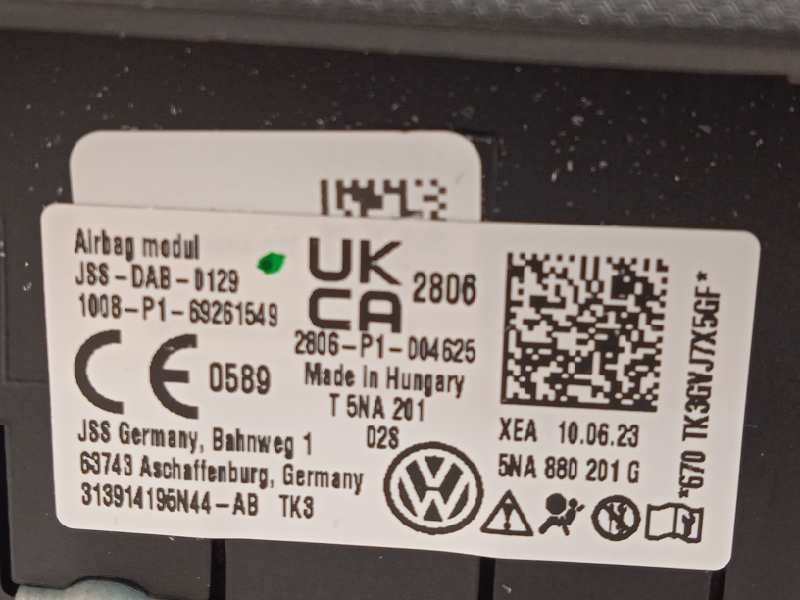 Airbag modul
JSS-DAB-0129
1008-P1-69261549
CE 0589
UK
CA
2806
2806-P1-004625
Made in Hungary
T 5NA 201
028
JSS Germany, Bahnweg 1
63743 Aschaffenburg, Germany
313914195N44-AB TK3
XEA 10.06.23
5NA 880 201 G
*670 TK3GVJ7X5GF*